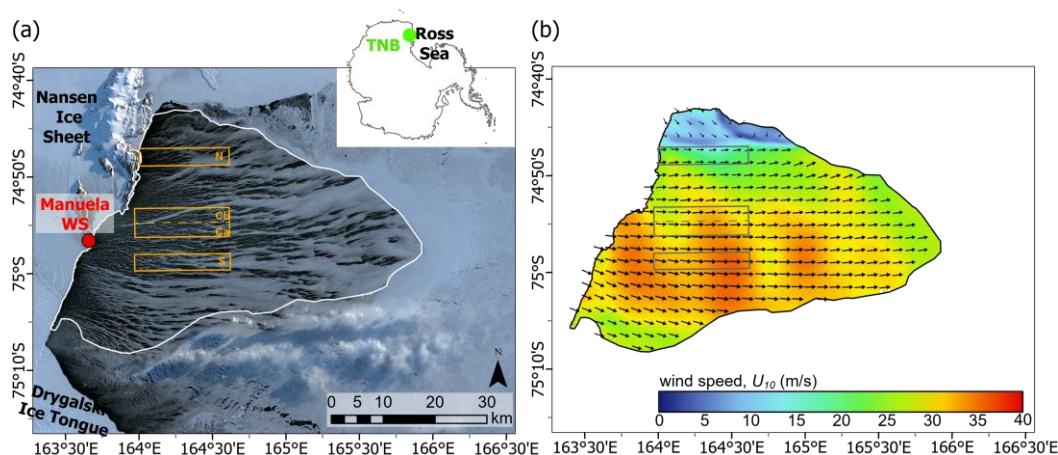 (a)
TNB
Ross
Sea
Nansen
Ice
Sheet
Manuela
WS
N
Cb
Ca
S
Drygalski
Ice Tongue
N
0 5 10 20 30
km
74°40'S
74°50'S
75°S
75°10'S
163°30'E 164°E 164°30'E 165°E 165°30'E 166°E 166°30'E
(b)
74°40'S
74°50'S
75°S
75°10'S
wind speed, U10 (m/s)
0 5 10 15 20 25 30 35 40
163°30'E 164°E 164°30'E 165°E 165°30'E 166°E 166°30'E